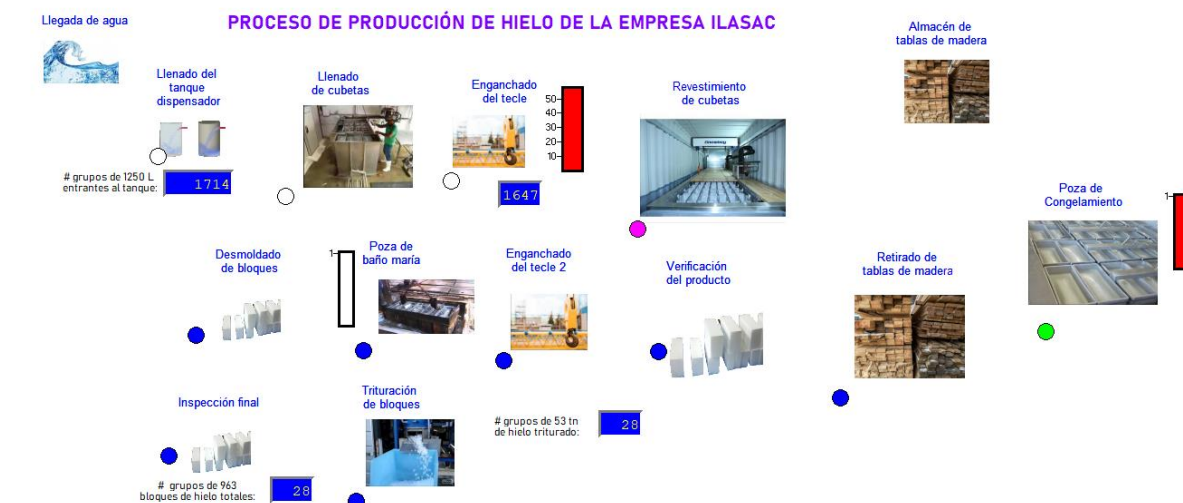 PROCESO DE PRODUCCIÓN DE HIELO DE LA EMPRESA ILASAC
Llegada de agua
Llenado del
tanque
dispensador
# grupos de 1250 L
entrantes al tanque:
1714
Llenado
de cubetas
Enganchado
del tecle
50
40
30
20
10
1647
Revestimiento
de cubetas
Almacén de
tablas de madera
Poza de
Congelamiento
1
Desmoldado
de bloques
1
Poza de
baño maría
Enganchado
del tecle 2
Verificación
del producto
Retirado de
tablas de madera
Inspección final
# grupos de 963
bloques de hielo totales:
28
Trituración
de bloques
# grupos de 53 tn
de hielo triturado:
28